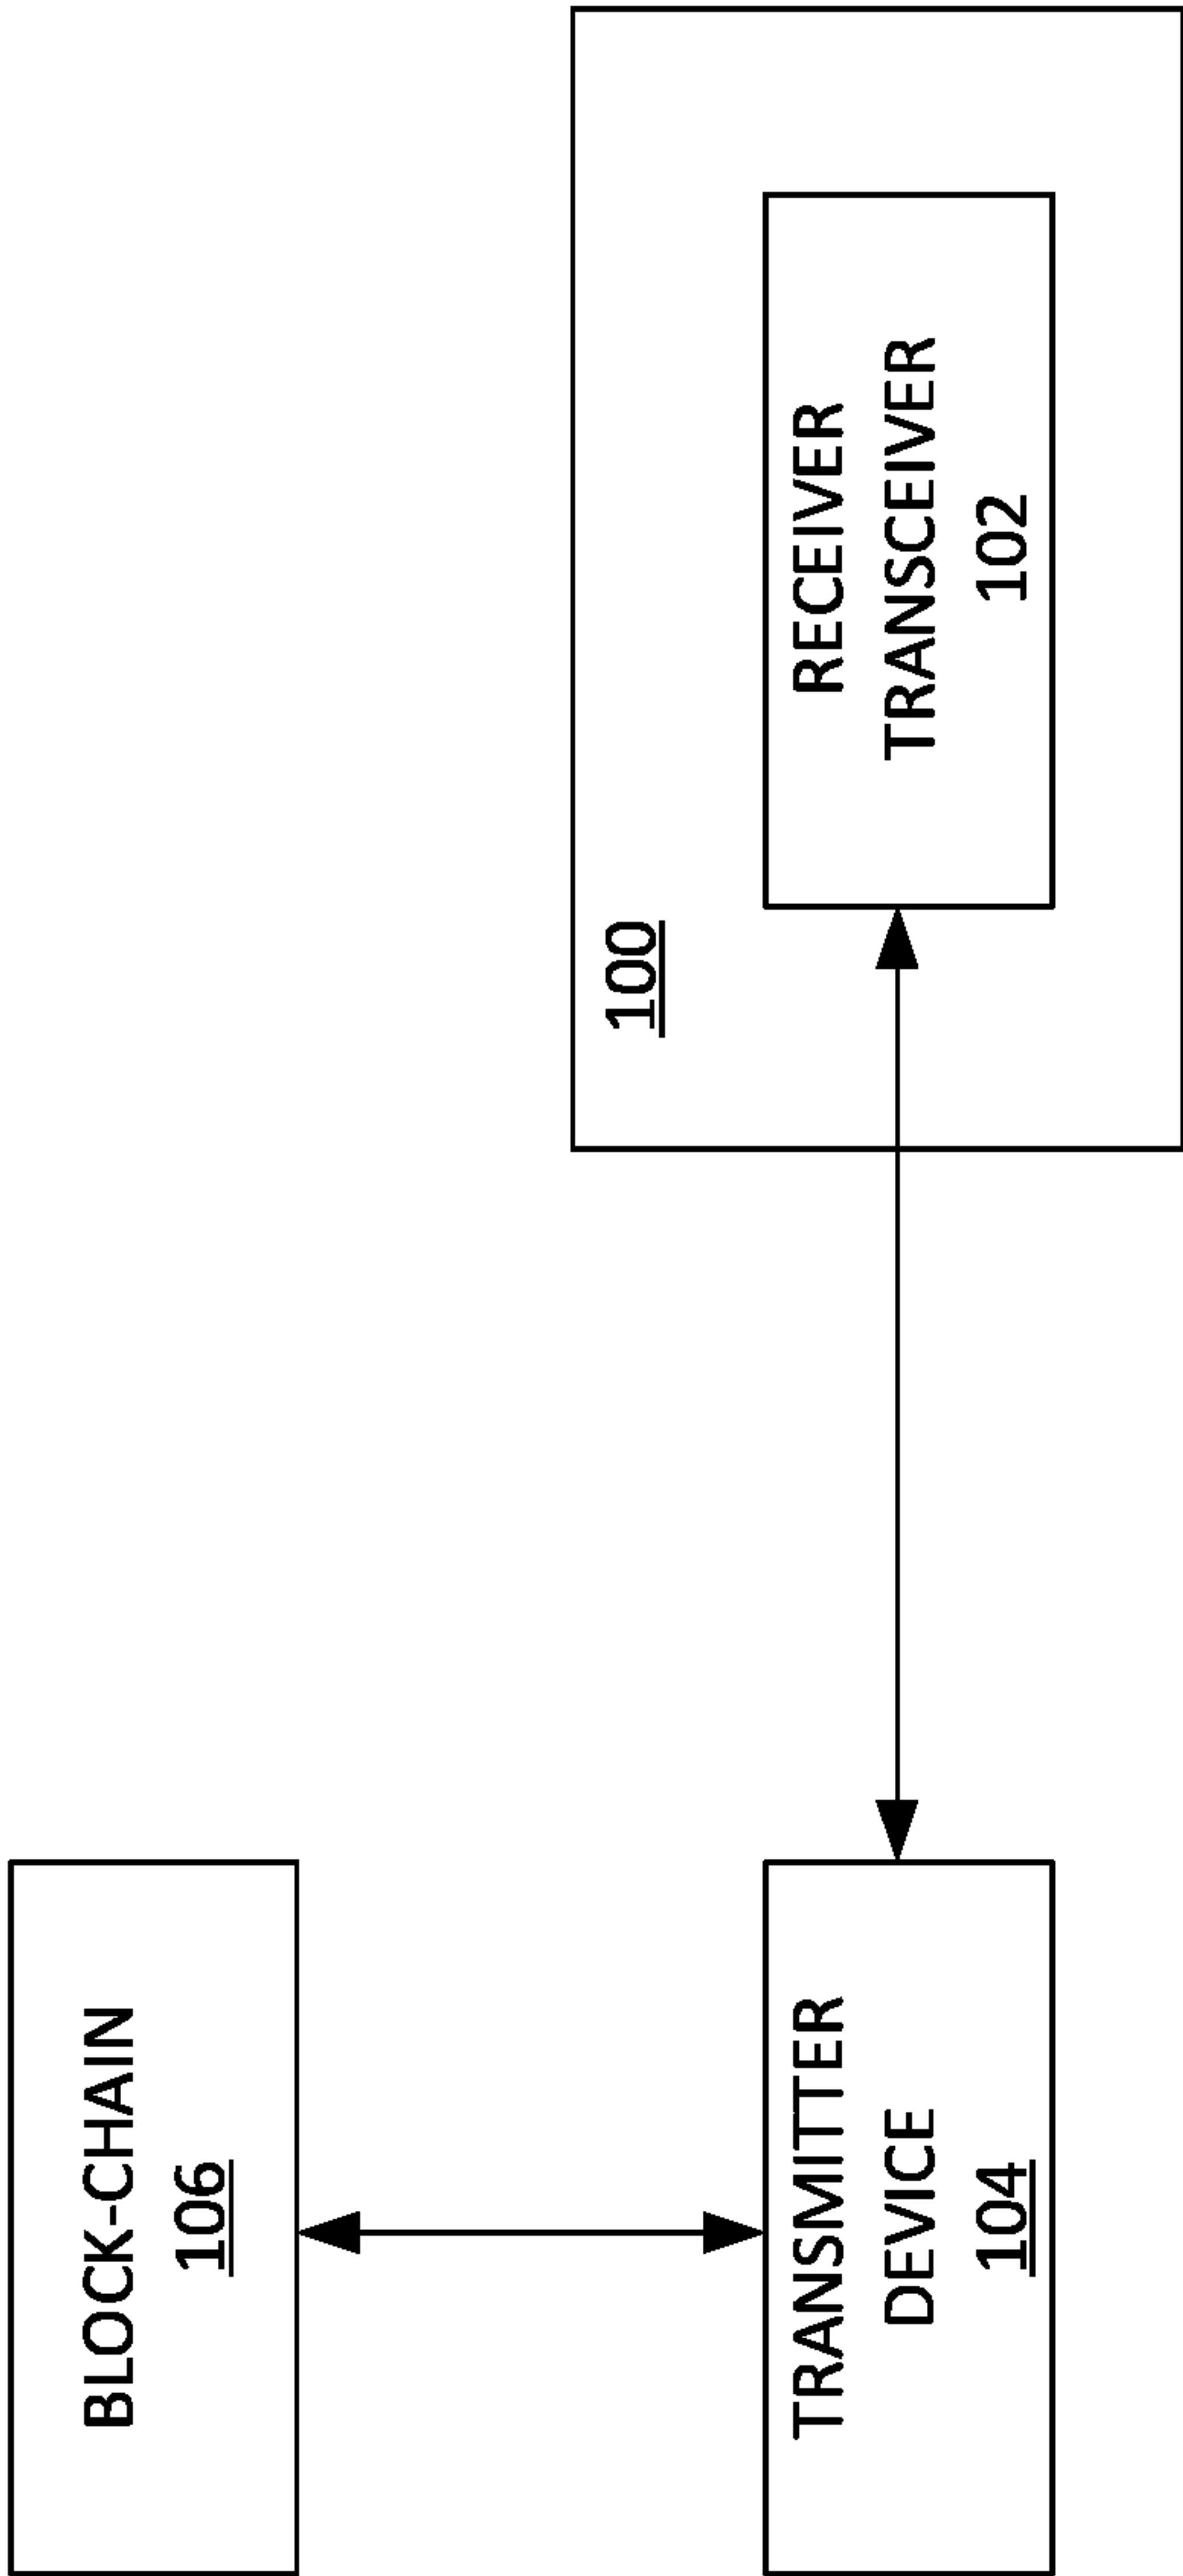 BLOCK-CHAIN
106
TRANSMITTER
DEVICE
104
100
RECEIVER
TRANSCEIVER
102